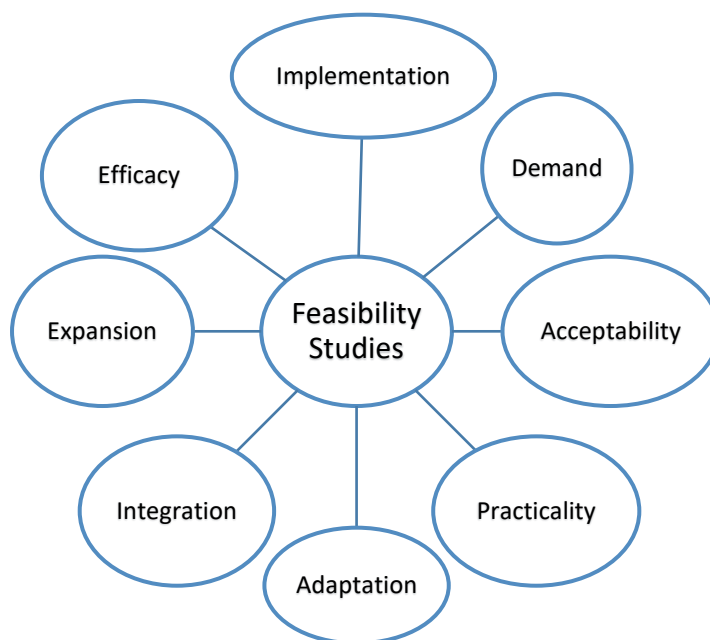 Implementation
Efficacy
Demand
Feasibility
Studies
Expansion
Acceptability
Integration
Practicality
Adaptation